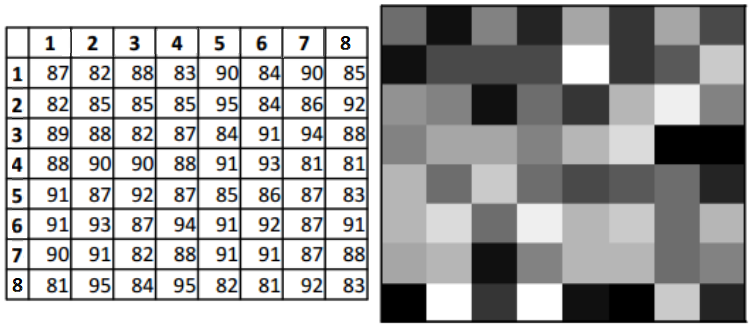 1 2 3 4 5 6 7 8
1 87 82 88 83 90 84 90 85
2 82 85 85 85 95 84 86 92
3 89 88 82 87 84 91 94 88
4 88 90 90 88 91 93 81 81
5 91 87 92 87 85 86 87 83
6 91 93 87 94 91 92 87 91
7 90 91 82 88 91 91 87 88
8 81 95 84 95 82 81 92 83